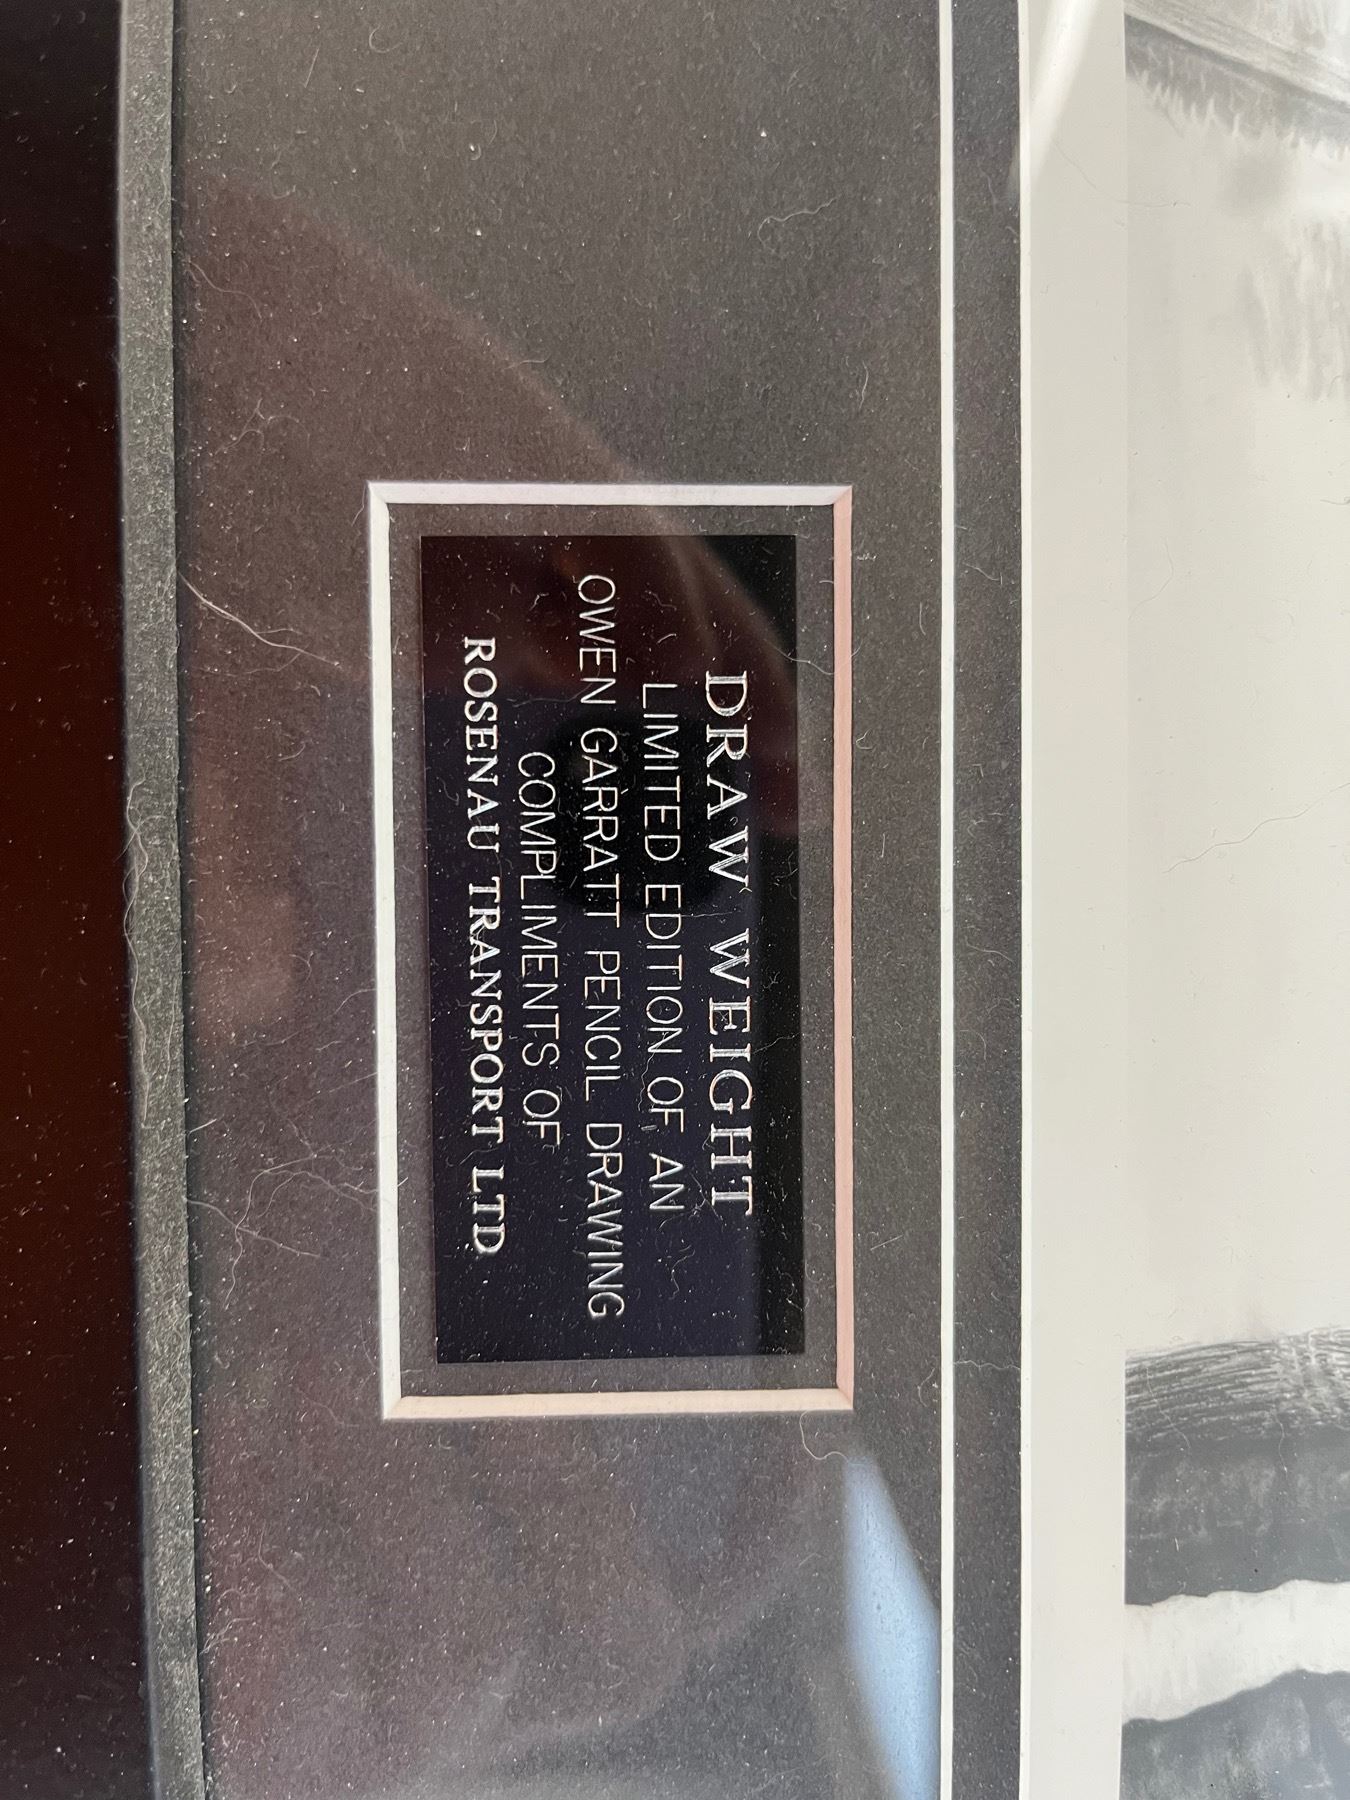 DRAW WEIGHT
LIMITED EDITION OF AN
OWEN GARRATT PENCIL DRAWING
COMPLIMENTS OF
ROSENAU TRANSPORT LTD